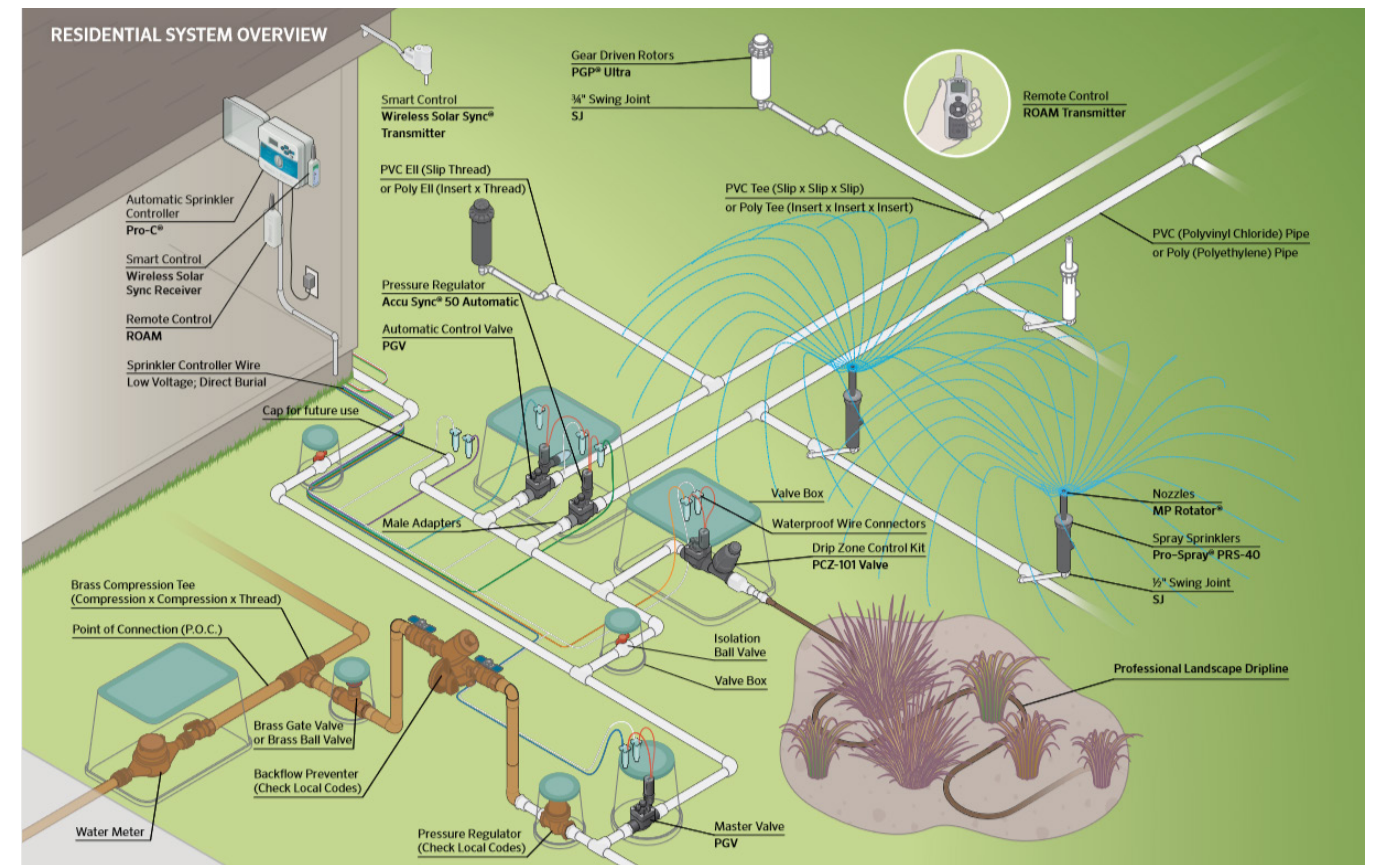 RESIDENTIAL SYSTEM OVERVIEW
Smart Control
Wireless Solar Sync®
Transmitter
Gear Driven Rotors
PGP® Ultra
¾" Swing Joint
SJ
Remote Control
ROAM Transmitter
PVC Ell (Slip Thread)
or Poly Ell (Insert x Thread)
PVC Tee (Slip x Slip x Slip)
or Poly Tee (Insert x Insert x Insert)
PVC (Polyvinyl Chloride) Pipe
or Poly (Polyethylene) Pipe
Automatic Sprinkler
Controller
Pro-C®
Smart Control
Wireless Solar
Sync Receiver
Remote Control
ROAM
Sprinkler Controller Wire
Low Voltage; Direct Burial
Pressure Regulator
Accu Sync® 50 Automatic
Automatic Control Valve
PGV
Cap for future use
Male Adapters
Valve Box
Waterproof Wire Connectors
Drip Zone Control Kit
PCZ-101 Valve
Nozzles
MP Rotator®
Spray Sprinklers
Pro-Spray® PRS-40
½" Swing Joint
SJ
Brass Compression Tee
(Compression x Compression x Thread)
Point of Connection (P.O.C.)
Isolation
Ball Valve
Valve Box
Professional Landscape Dripline
Brass Gate Valve
or Brass Ball Valve
Backflow Preventer
(Check Local Codes)
Water Meter
Pressure Regulator
(Check Local Codes)
Master Valve
PGV